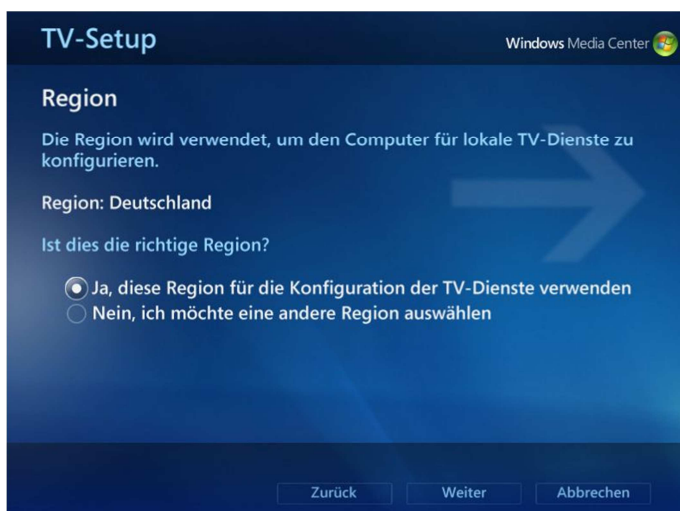 TV-Setup
Windows Media Center
Region
Die Region wird verwendet, um den Computer für lokale TV-Dienste zu
konfigurieren.
Region: Deutschland
Ist dies die richtige Region?
Ja, diese Region für die Konfiguration der TV-Dienste verwenden
Nein, ich möchte eine andere Region auswählen
Zurück
Weiter
Abbrechen